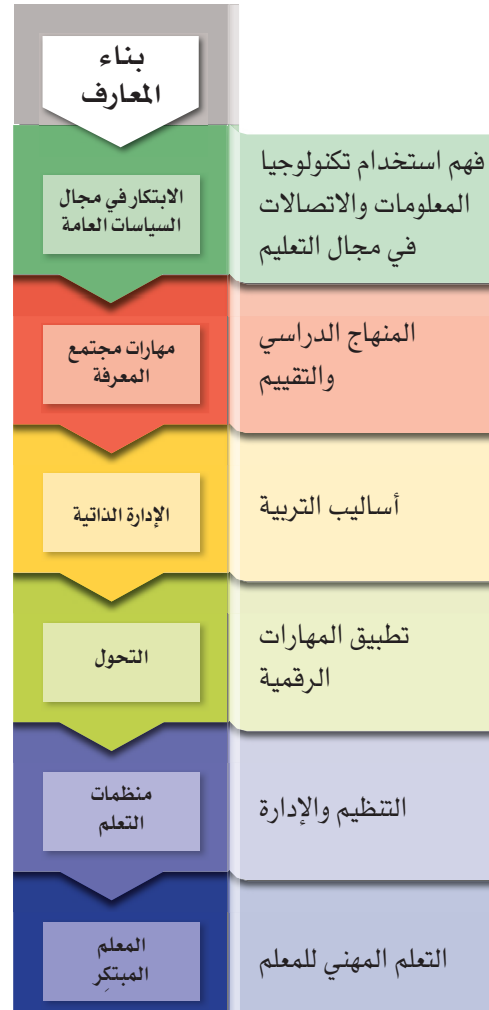 بناء
المعارف
فهم استخدام تكنولوجيا
المعلومات والاتصالات
في مجال التعليم
الابتكار في مجال
السياسات العامة
المنهاج الدراسي
والتقييم
مهارات مجتمع
المعرفة
أساليب التربية
الإدارة الذاتية
تطبيق المهارات
الرقمية
التحول
التنظيم والإدارة
منظمات
التعلم
التعلم المهني للمعلم
المعلم
المبتكِر